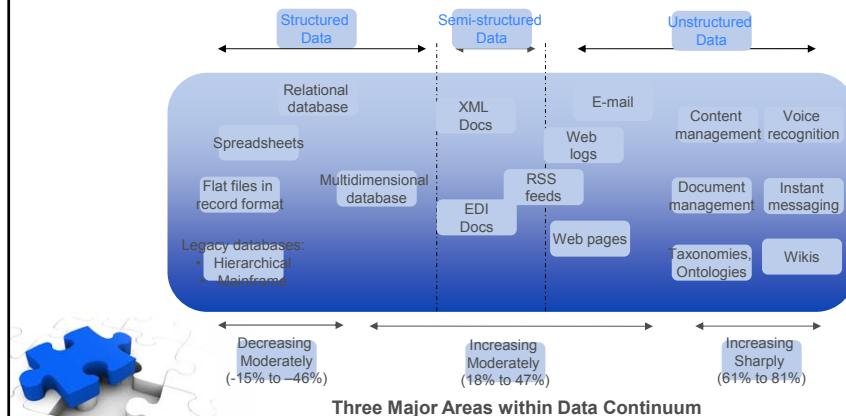 Structured
Data
Semi-structured
Data
Unstructured
Data
Relational
database
Spreadsheets
Flat files in
record format
Legacy databases:
• Hierarchical
• Mainframe
Multidimensional
database
XML
Docs
RSS
feeds
EDI
Docs
E-mail
Web
logs
Web pages
Content
management
Voice
recognition
Document
management
Instant
messaging
Taxonomies,
Ontologies
Wikis
Decreasing
Moderately
(-15% to –46%)
Increasing
Moderately
(18% to 47%)
Increasing
Sharply
(61% to 81%)
Three Major Areas within Data Continuum